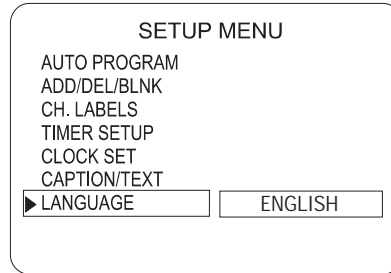 SETUP MENU
AUTO PROGRAM
ADD/DEL/BLNK
CH. LABELS
TIMER SETUP
CLOCK SET
CAPTION/TEXT
LANGUAGE ENGLISH